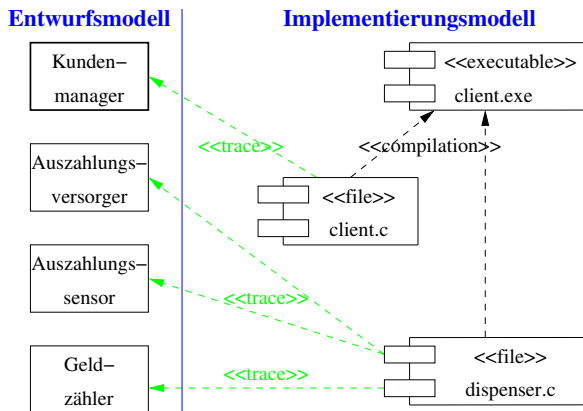 Entwurfsmodell
Implementierungsmodell
Kunden−
manager
<<executable>>
client.exe
<<trace>>
<<compilation>>
Auszahlungs−
versorger
<<file>>
client.c
Auszahlungs−
sensor
<<trace>>
Geld−
zähler
<<trace>>
<<file>>
dispenser.c